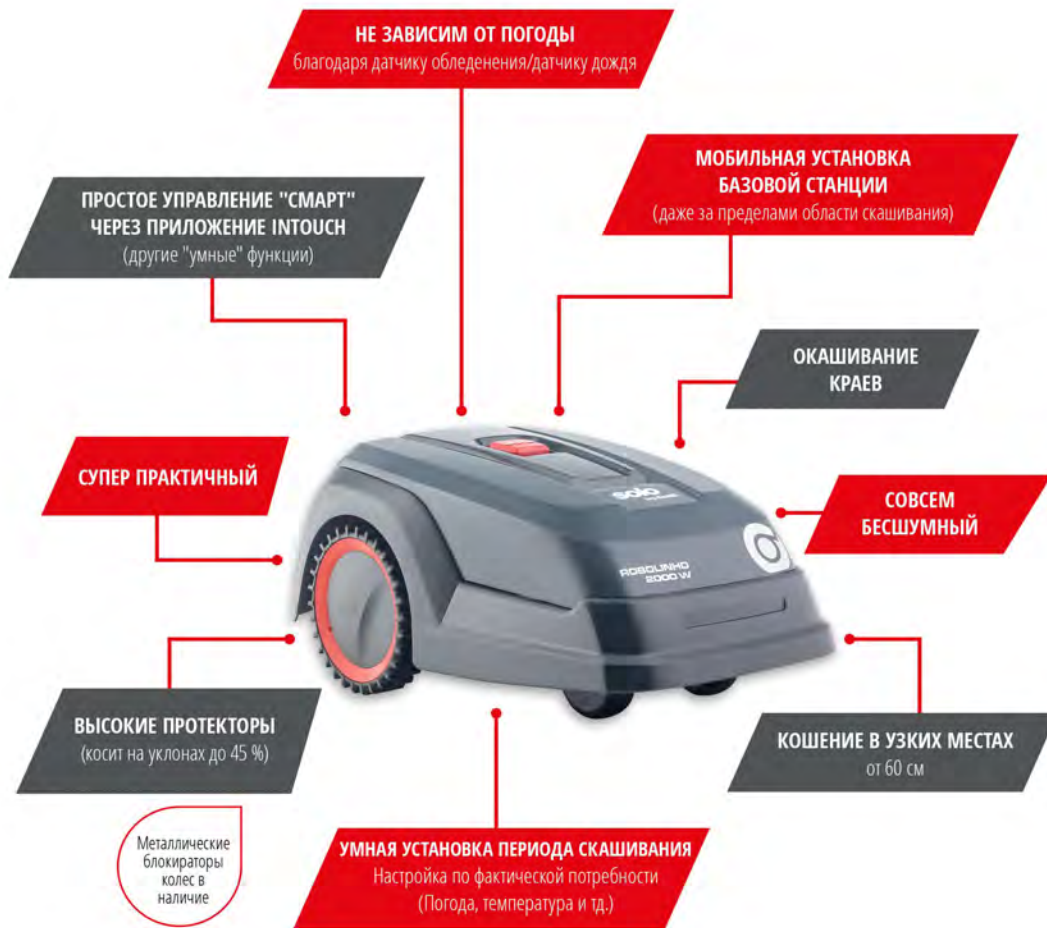 НЕ ЗАВИСИМ ОТ ПОГОДЫ
благодаря датчику обледенения/датчику дождя
МОБИЛЬНАЯ УСТАНОВКА
БАЗОВОЙ СТАНЦИИ
(даже за пределами области скашивания)
ПРОСТОЕ УПРАВЛЕНИЕ "СМАРТ"
ЧЕРЕЗ ПРИЛОЖЕНИЕ INTOUCH
(другие "умные" функции)
ОКАШИВАНИЕ
КРАЕВ
СУПЕР ПРАКТИЧНЫЙ
solo
СОВСЕМ
БЕСШУМНЫЙ
ROBOLINHO
2000 W
ВЫСОКИЕ ПРОТЕКТОРЫ
(косит на уклонах до 45 %)
КОШЕНИЕ В УЗКИХ МЕСТАХ
от 60 см
Металлические
блокираторы
колес в
наличие
УМНАЯ УСТАНОВКА ПЕРИОДА СКАШИВАНИЯ
Настройка по фактической потребности
(Погода, температура и тд.)